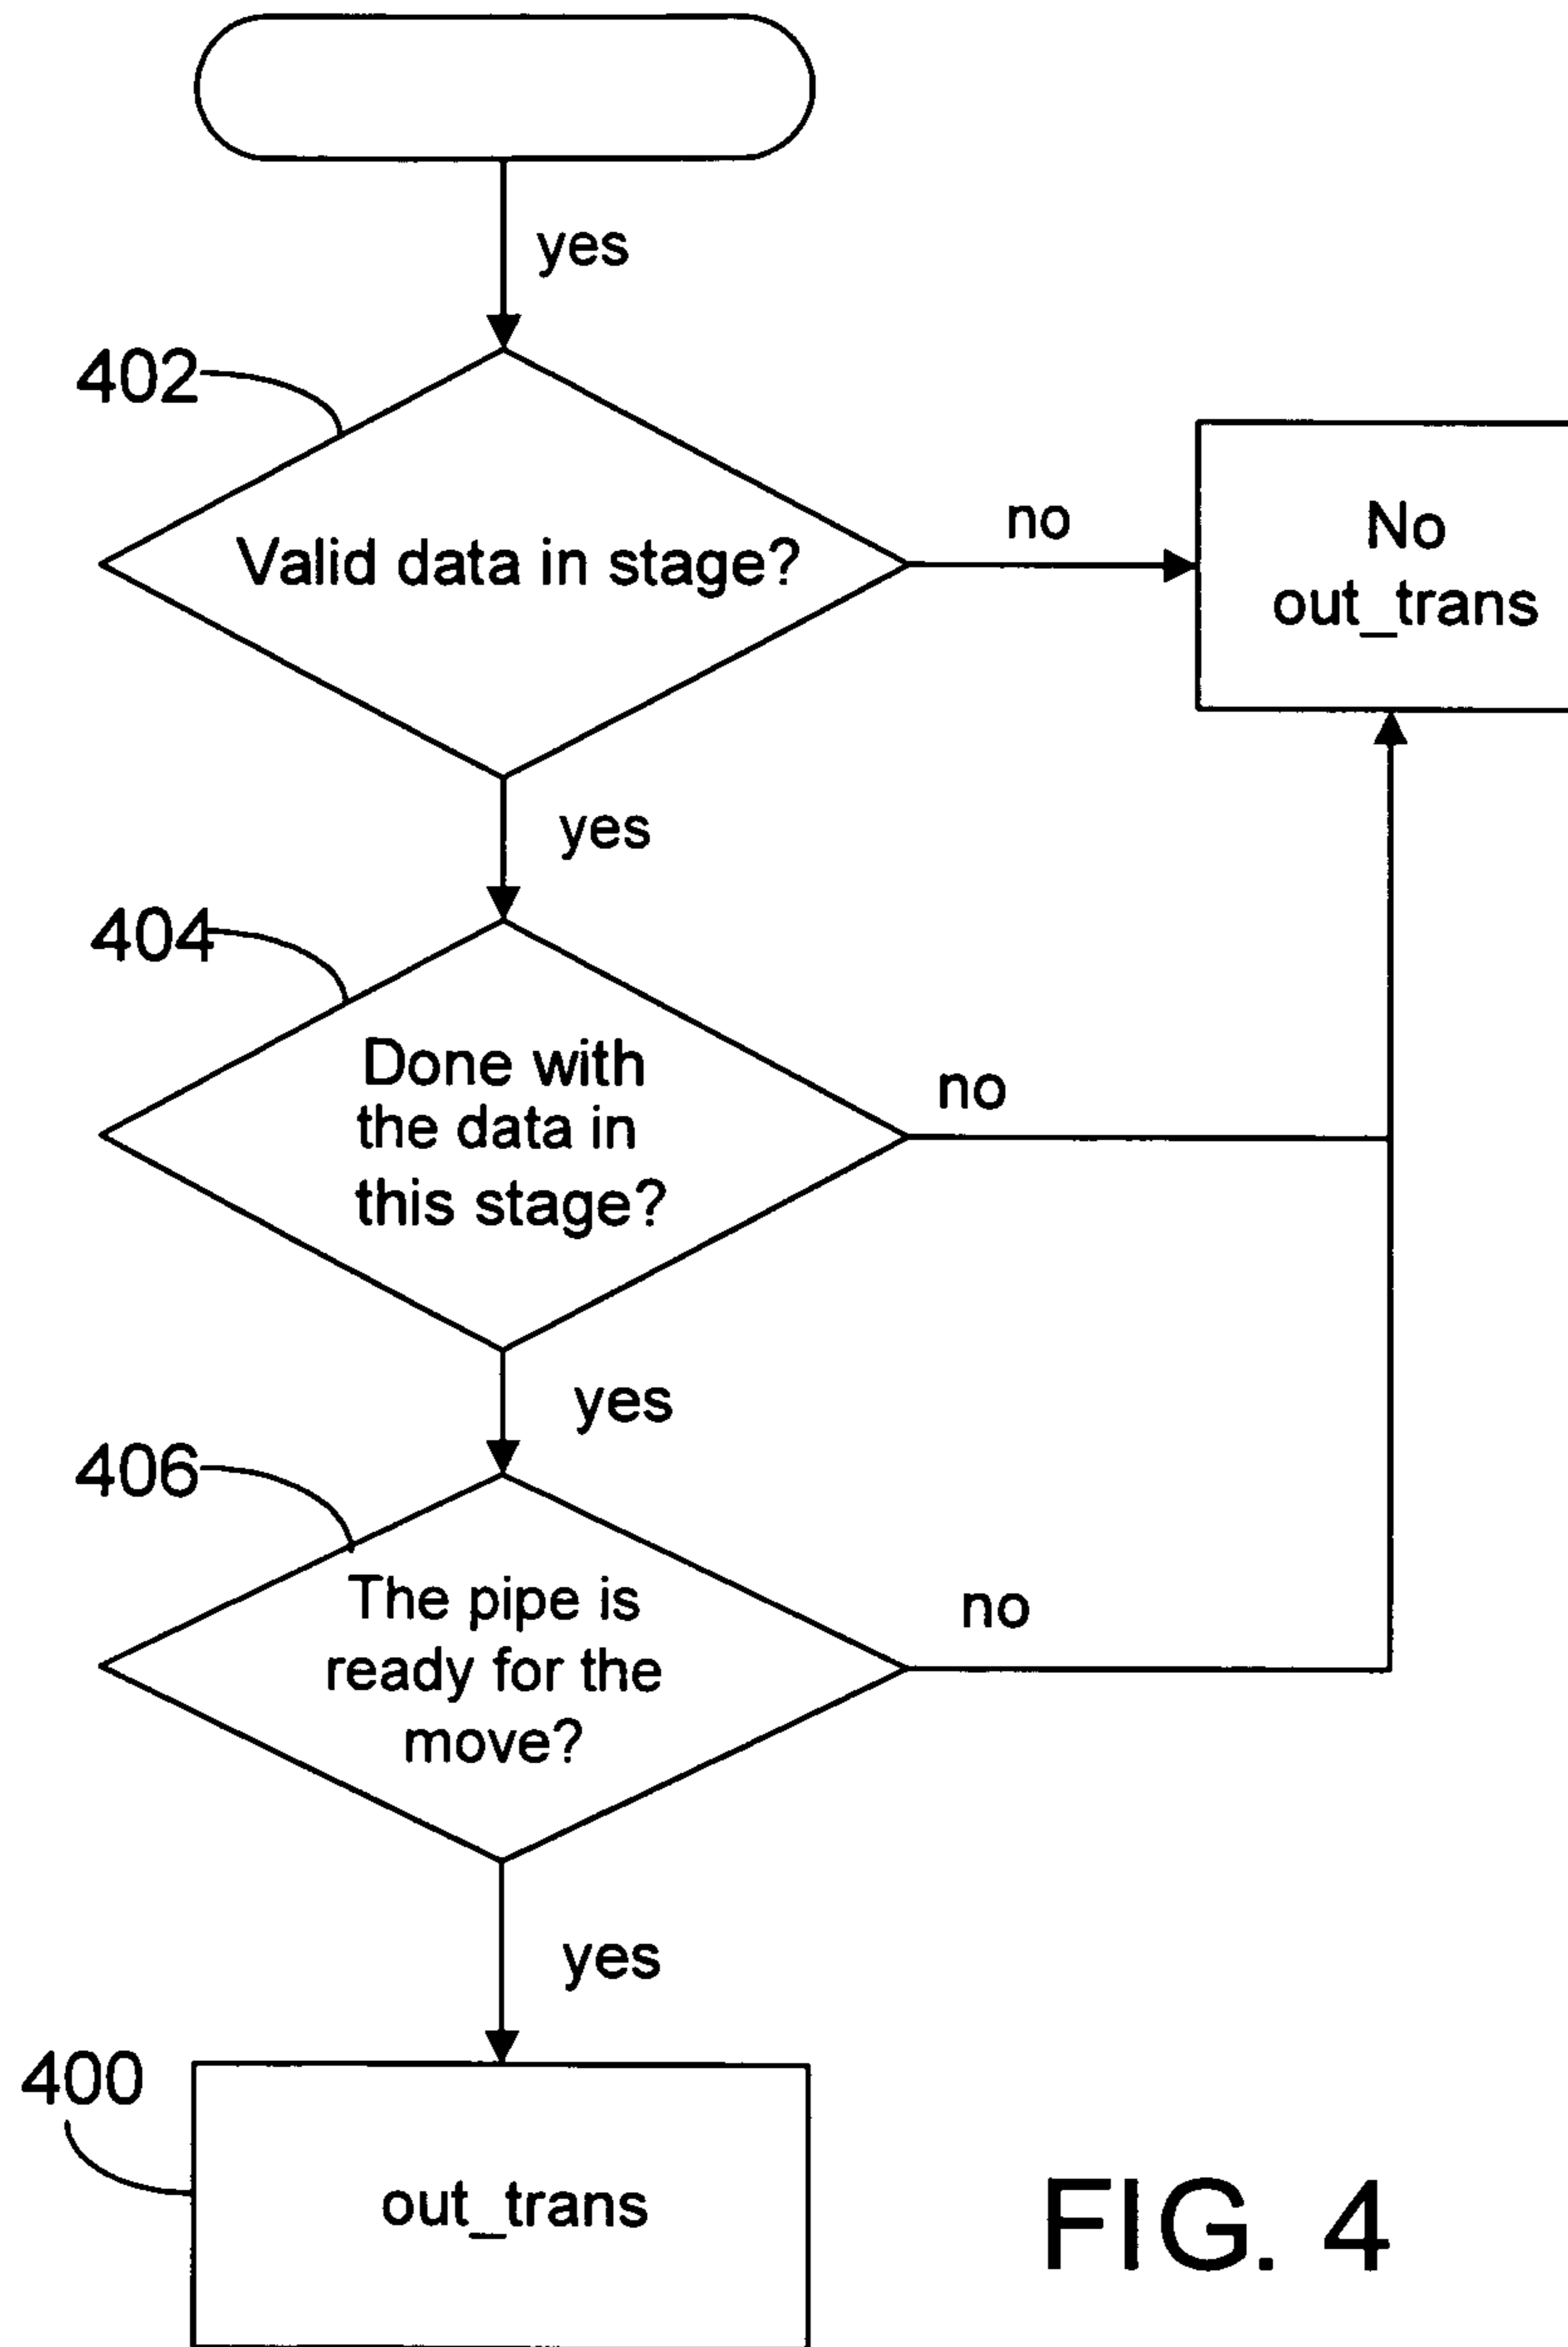 yes
402
Valid data in stage?
no
No
out_trans
yes
404
Done with
the data in
this stage?
no
yes
406
The pipe is
ready for the
move?
no
yes
400
out_trans
FIG. 4